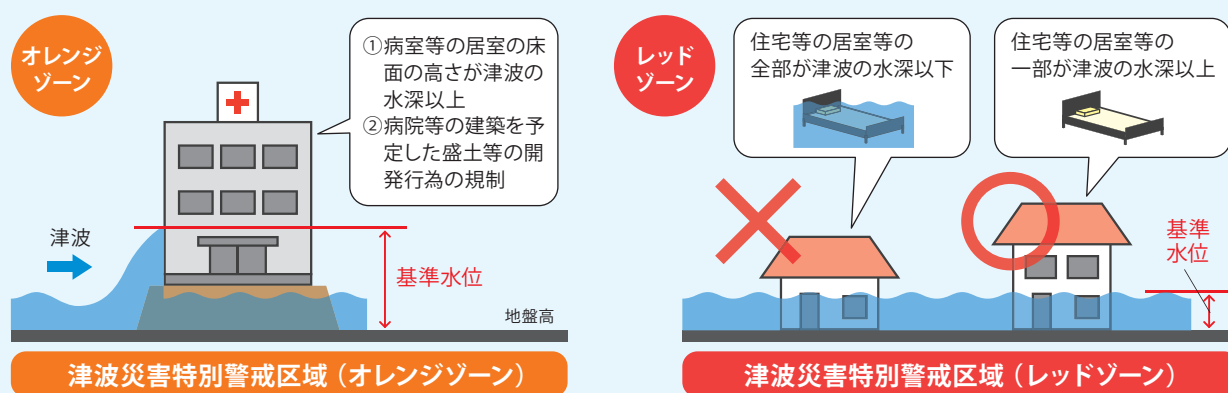 オレンジ
ゾーン
①病室等の居室の床
面の高さが津波の
水深以上
②病院等の建築を予
定した盛土等の開
発行為の規制
津波
基準水位
地盤高
津波災害特別警戒区域（オレンジゾーン）
レッド
ゾーン
住宅等の居室等の
全部が津波の水深以下
住宅等の居室等の
一部が津波の水深以上
基準
水位
津波災害特別警戒区域（レッドゾーン）